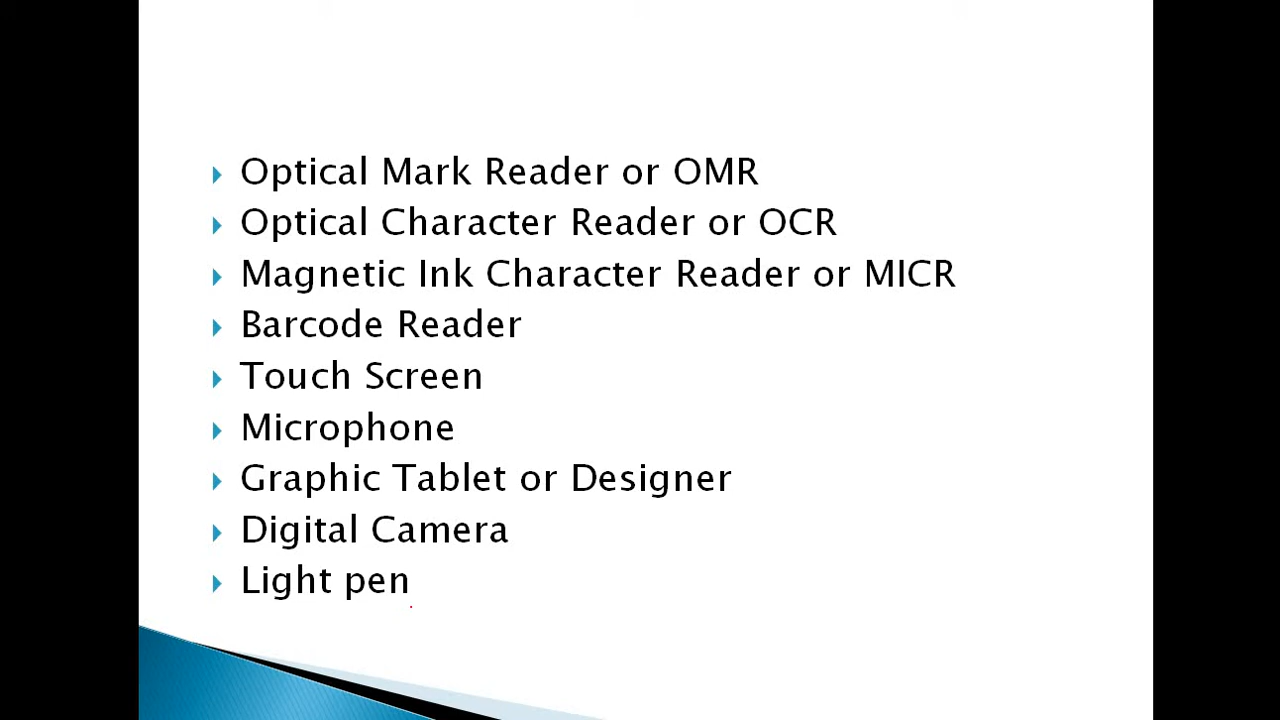 Optical Mark Reader or OMR
Optical Character Reader or OCR
Magnetic Ink Character Reader or MICR
Barcode Reader
Touch Screen
Microphone
Graphic Tablet or Designer
Digital Camera
Light pen